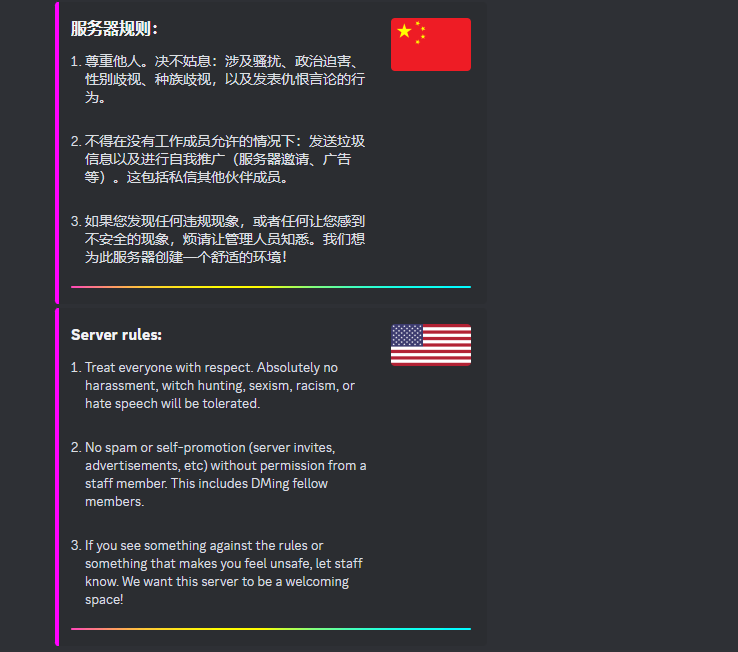 服务器规则：
1. 尊重他人。决不姑息：涉及骚扰、政治迫害、
性别歧视、种族歧视，以及发表仇恨言论的行
为。
2. 不得在没有工作成员允许的情况下：发送垃圾
信息以及进行自我推广（服务器邀请、广告
等）。这包括私信其他伙伴成员。
3. 如果您发现任何违规现象，或者任何让您感到
不安全的现象，烦请让管理人员知悉。我们想
为此服务器创建一个舒适的环境！
Server rules:
1. Treat everyone with respect. Absolutely no
harassment, witch hunting, sexism, racism, or
hate speech will be tolerated.
2. No spam or self-promotion (server invites,
advertisements, etc) without permission from a
staff member. This includes DMing fellow
members.
3. If you see something against the rules or
something that makes you feel unsafe, let staff
know. We want this server to be a welcoming
space!